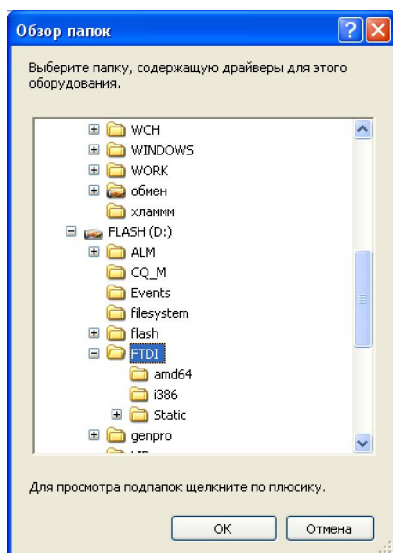 Обзор папок
Выберите папку, содержащую драйверы для этого
оборудования.
WCH
WINDOWS
WORK
обмен
хламмм
FLASH (D:)
ALM
CQ_M
Events
filesystem
flash
FTDI
amd64
i386
Static
genpro
Для просмотра подпапок щелкните по плюсику.
ОК
Отмена